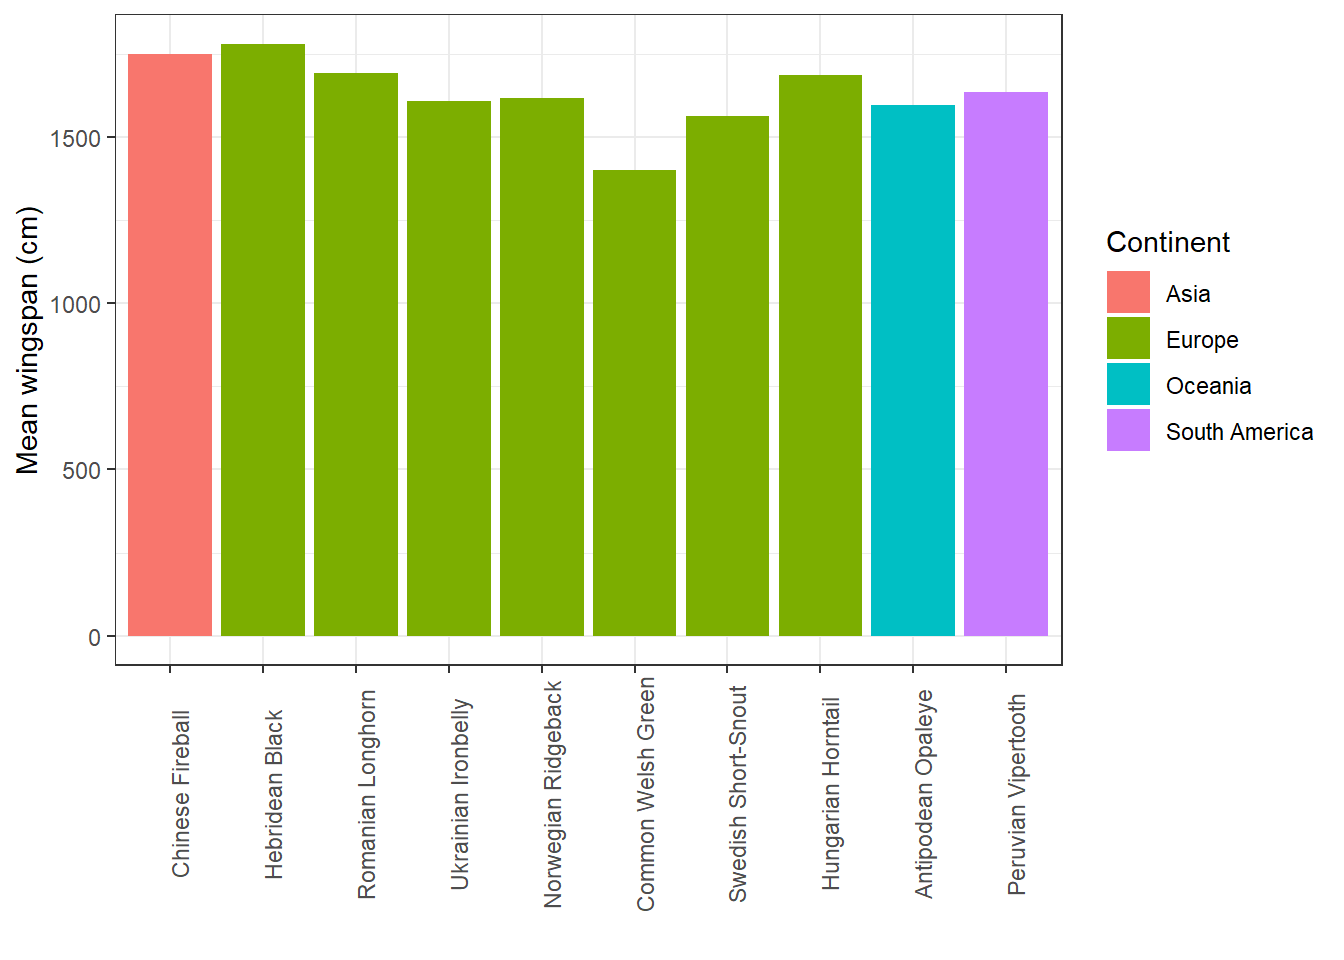 Mean wingspan (cm)
1500
1000
500
0
Chinese Fireball
Hebridean Black
Romanian Longhorn
Ukrainian Ironbelly
Norwegian Ridgeback
Common Welsh Green
Swedish Short-Snout
Hungarian Horntail
Antipodean Opaleye
Peruvian Vipertooth
Continent
Asia
Europe
Oceania
South America